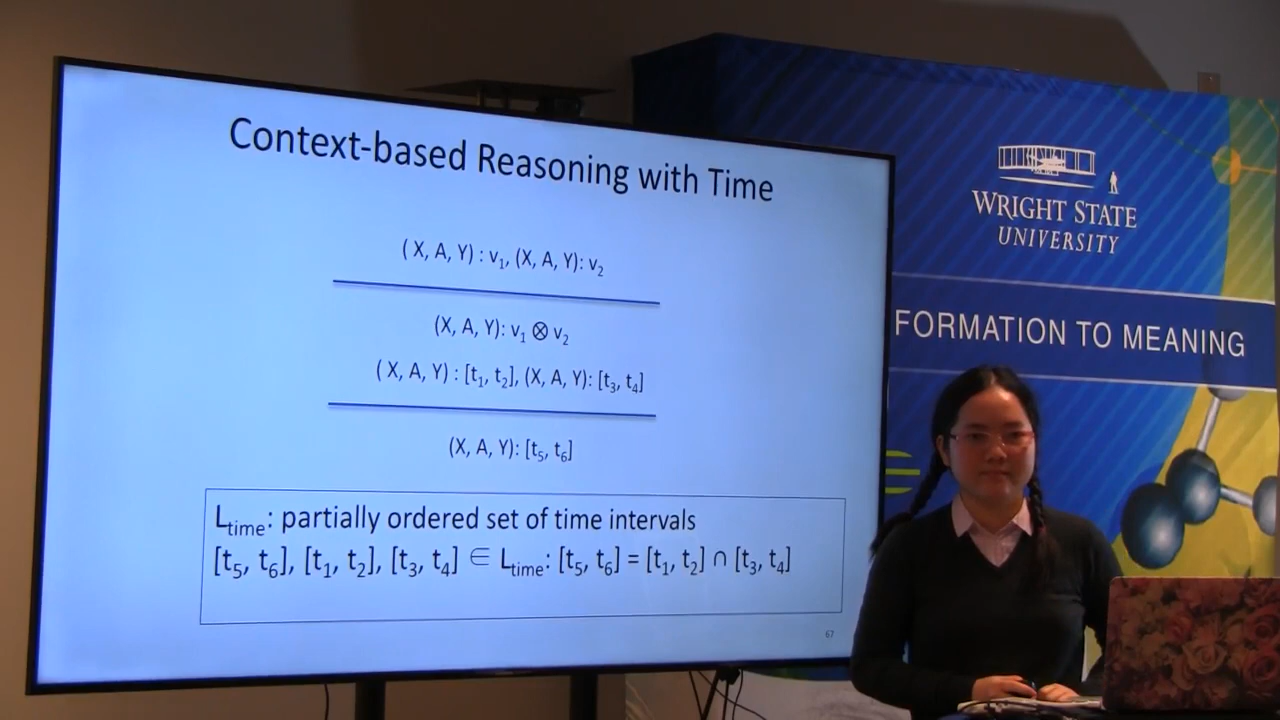 Context-based Reasoning with Time
( X, A, Y) : v₁, (X, A, Y): v₂
(X, A, Y): v₁ ⊗ v₂
( X, A, Y) : [t₁, t₂], (X, A, Y): [t₃, t₄]
(X, A, Y): [t₅, t₆]
L_time: partially ordered set of time intervals
[t₅, t₆], [t₁, t₂], [t₃, t₄] ∈ L_time: [t₅, t₆] = [t₁, t₂] ∩ [t₃, t₄]
67
WRIGHT STATE
UNIVERSITY
FORMATION TO MEANING